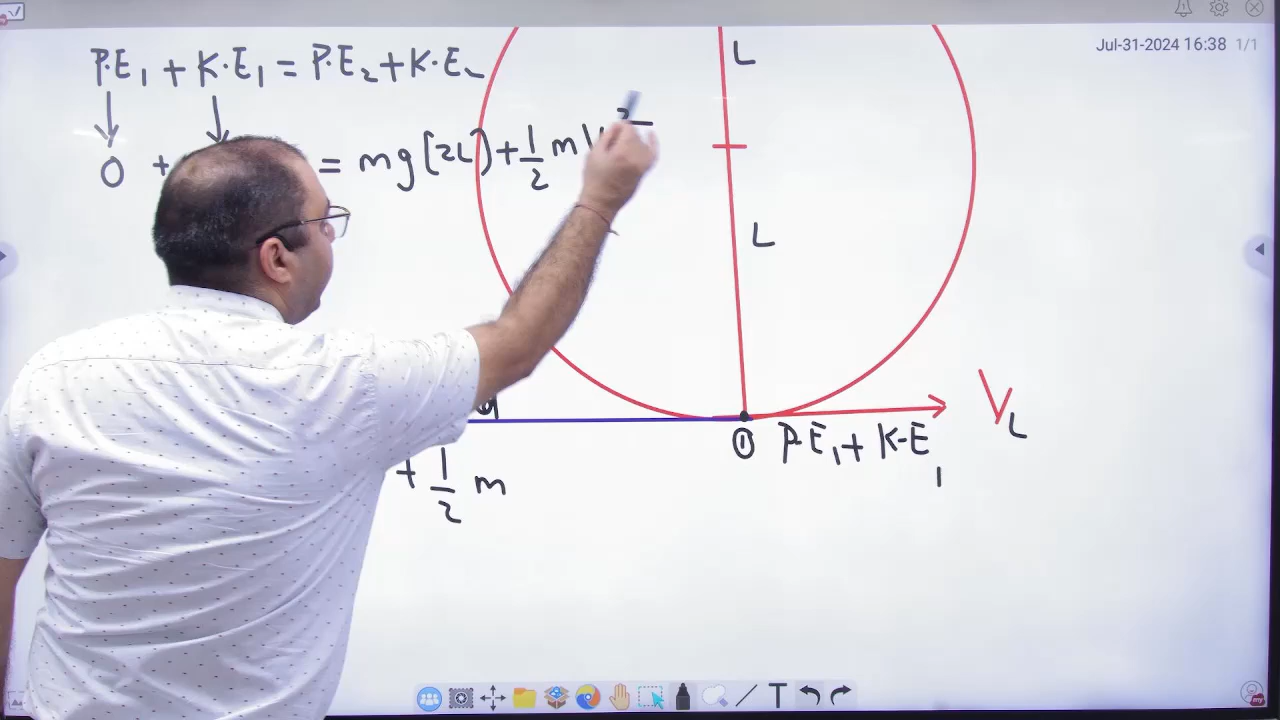 Jul-31-2024 16:38 1/1
P.E₁ + K.E₁ = P.E₂ + K.E₂
L
0 + = mg[2L] + 1/2 m
L
V_L
① P.E₁ + K-E₁
+ 1/2 m
T